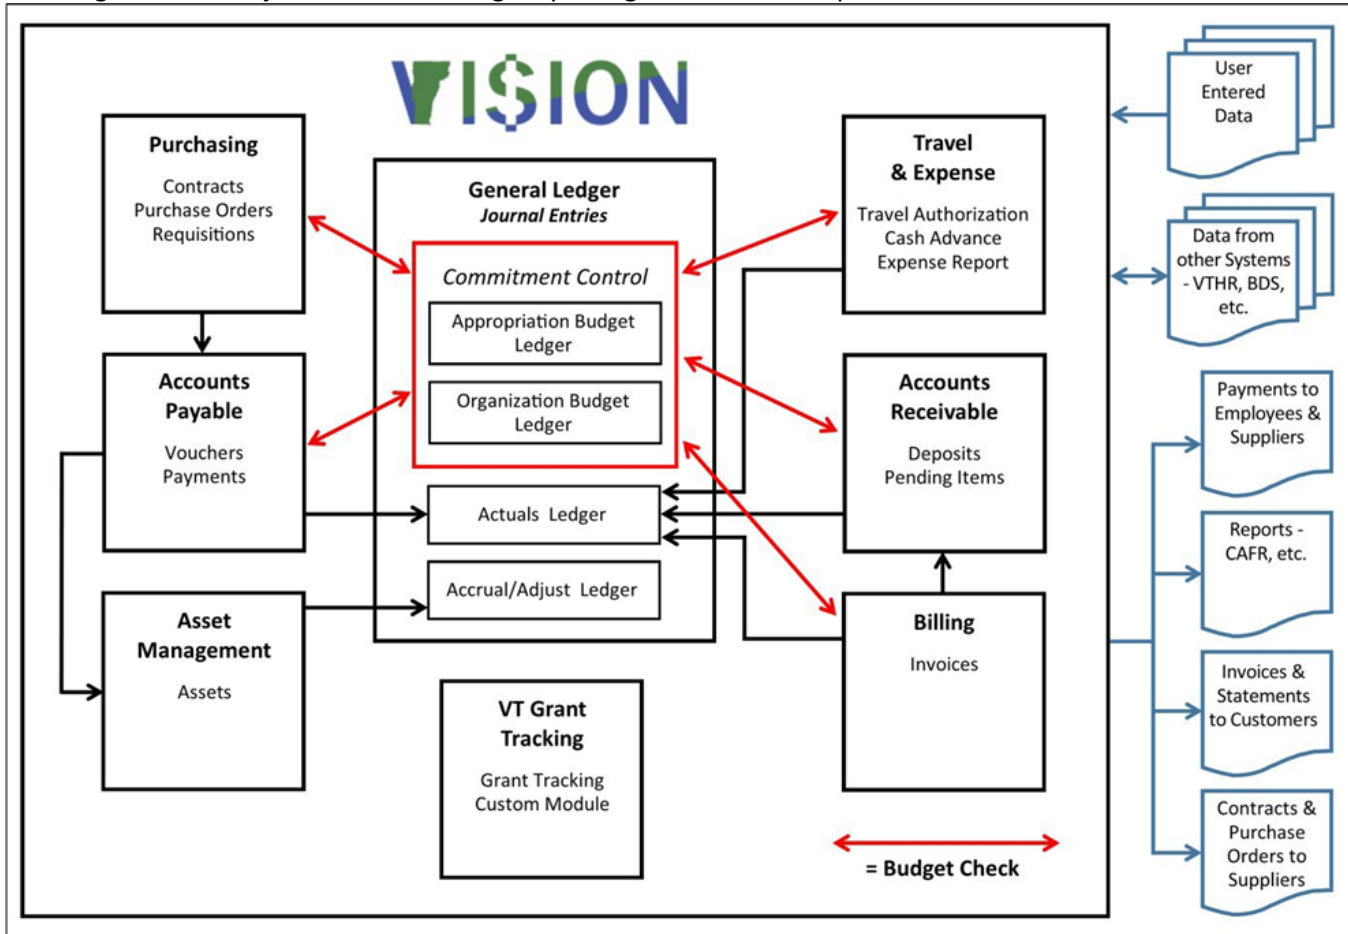 VI$ION
Purchasing
Contracts
Purchase Orders
Requisitions
General Ledger
Journal Entries
Commitment Control
Appropriation Budget
Ledger
Organization Budget
Ledger
Actuals Ledger
Accrual/Adjust Ledger
Travel
& Expense
Travel Authorization
Cash Advance
Expense Report
Accounts
Payable
Vouchers
Payments
Accounts
Receivable
Deposits
Pending Items
Asset
Management
Assets
VT Grant
Tracking
Grant Tracking
Custom Module
Billing
Invoices
= Budget Check
User
Entered
Data
Data from
other Systems
- VTHR, BDS,
etc.
Payments to
Employees &
Suppliers
Reports -
CAFR, etc.
Invoices &
Statements
to Customers
Contracts &
Purchase
Orders to
Suppliers